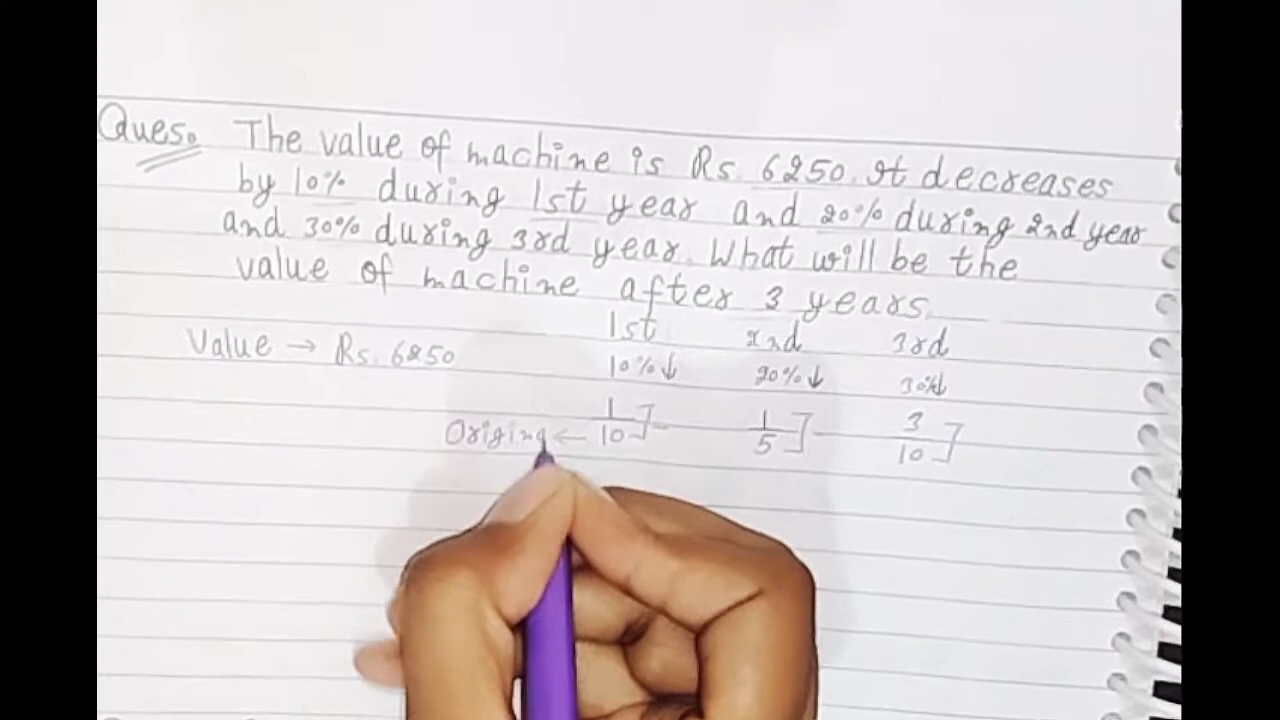 Ques. The value of machine is Rs. 6250. It decreases
by 10% during 1st year and 20% during 2nd year
and 30% during 3rd year. What will be the
value of machine after 3 years.
1st 2nd 3rd
Value → Rs. 6250 10%↓ 20%↓ 30%↓
1 1 3
Origina ← 10 5 10